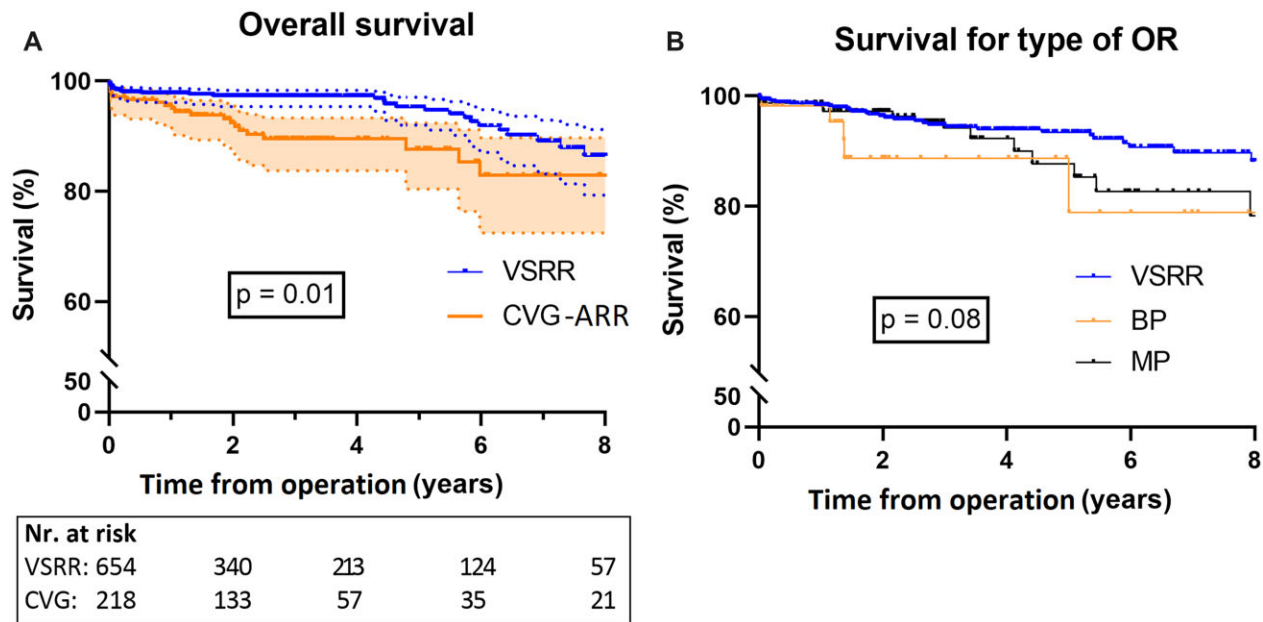 A
Overall survival
100
80
60
50
0
Survival (%)
p = 0.01
VSRR
CVG-ARR
0 2 4 6 8
Time from operation (years)
Nr. at risk
VSRR: 654 340 213 124 57
CVG: 218 133 57 35 21
B
Survival for type of OR
100
80
60
50
0
Survival (%)
p = 0.08
VSRR
BP
MP
0 2 4 6 8
Time from operation (years)